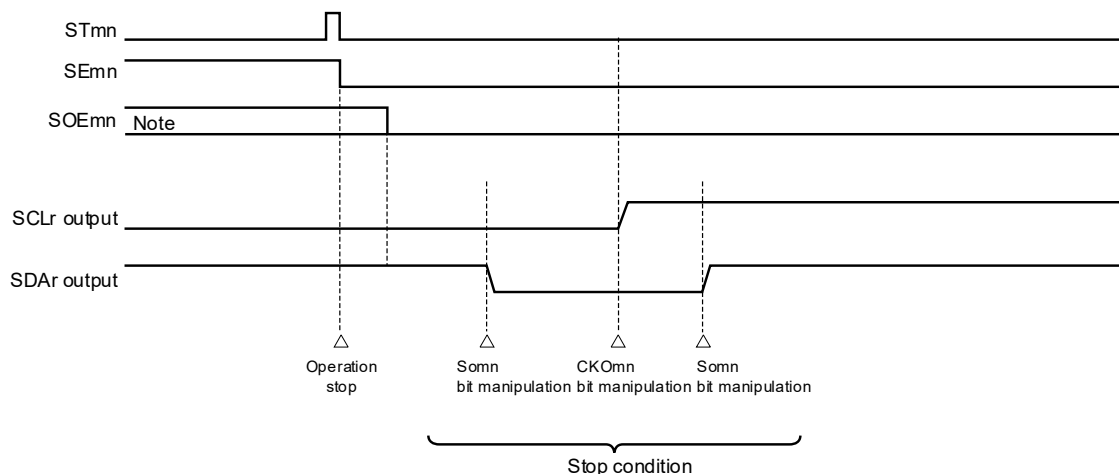 STmn
SEmn
SOEmn Note
SCLr output
SDAr output
Operation stop
Somn bit manipulation
CKOmn bit manipulation
Somn bit manipulation
Stop condition